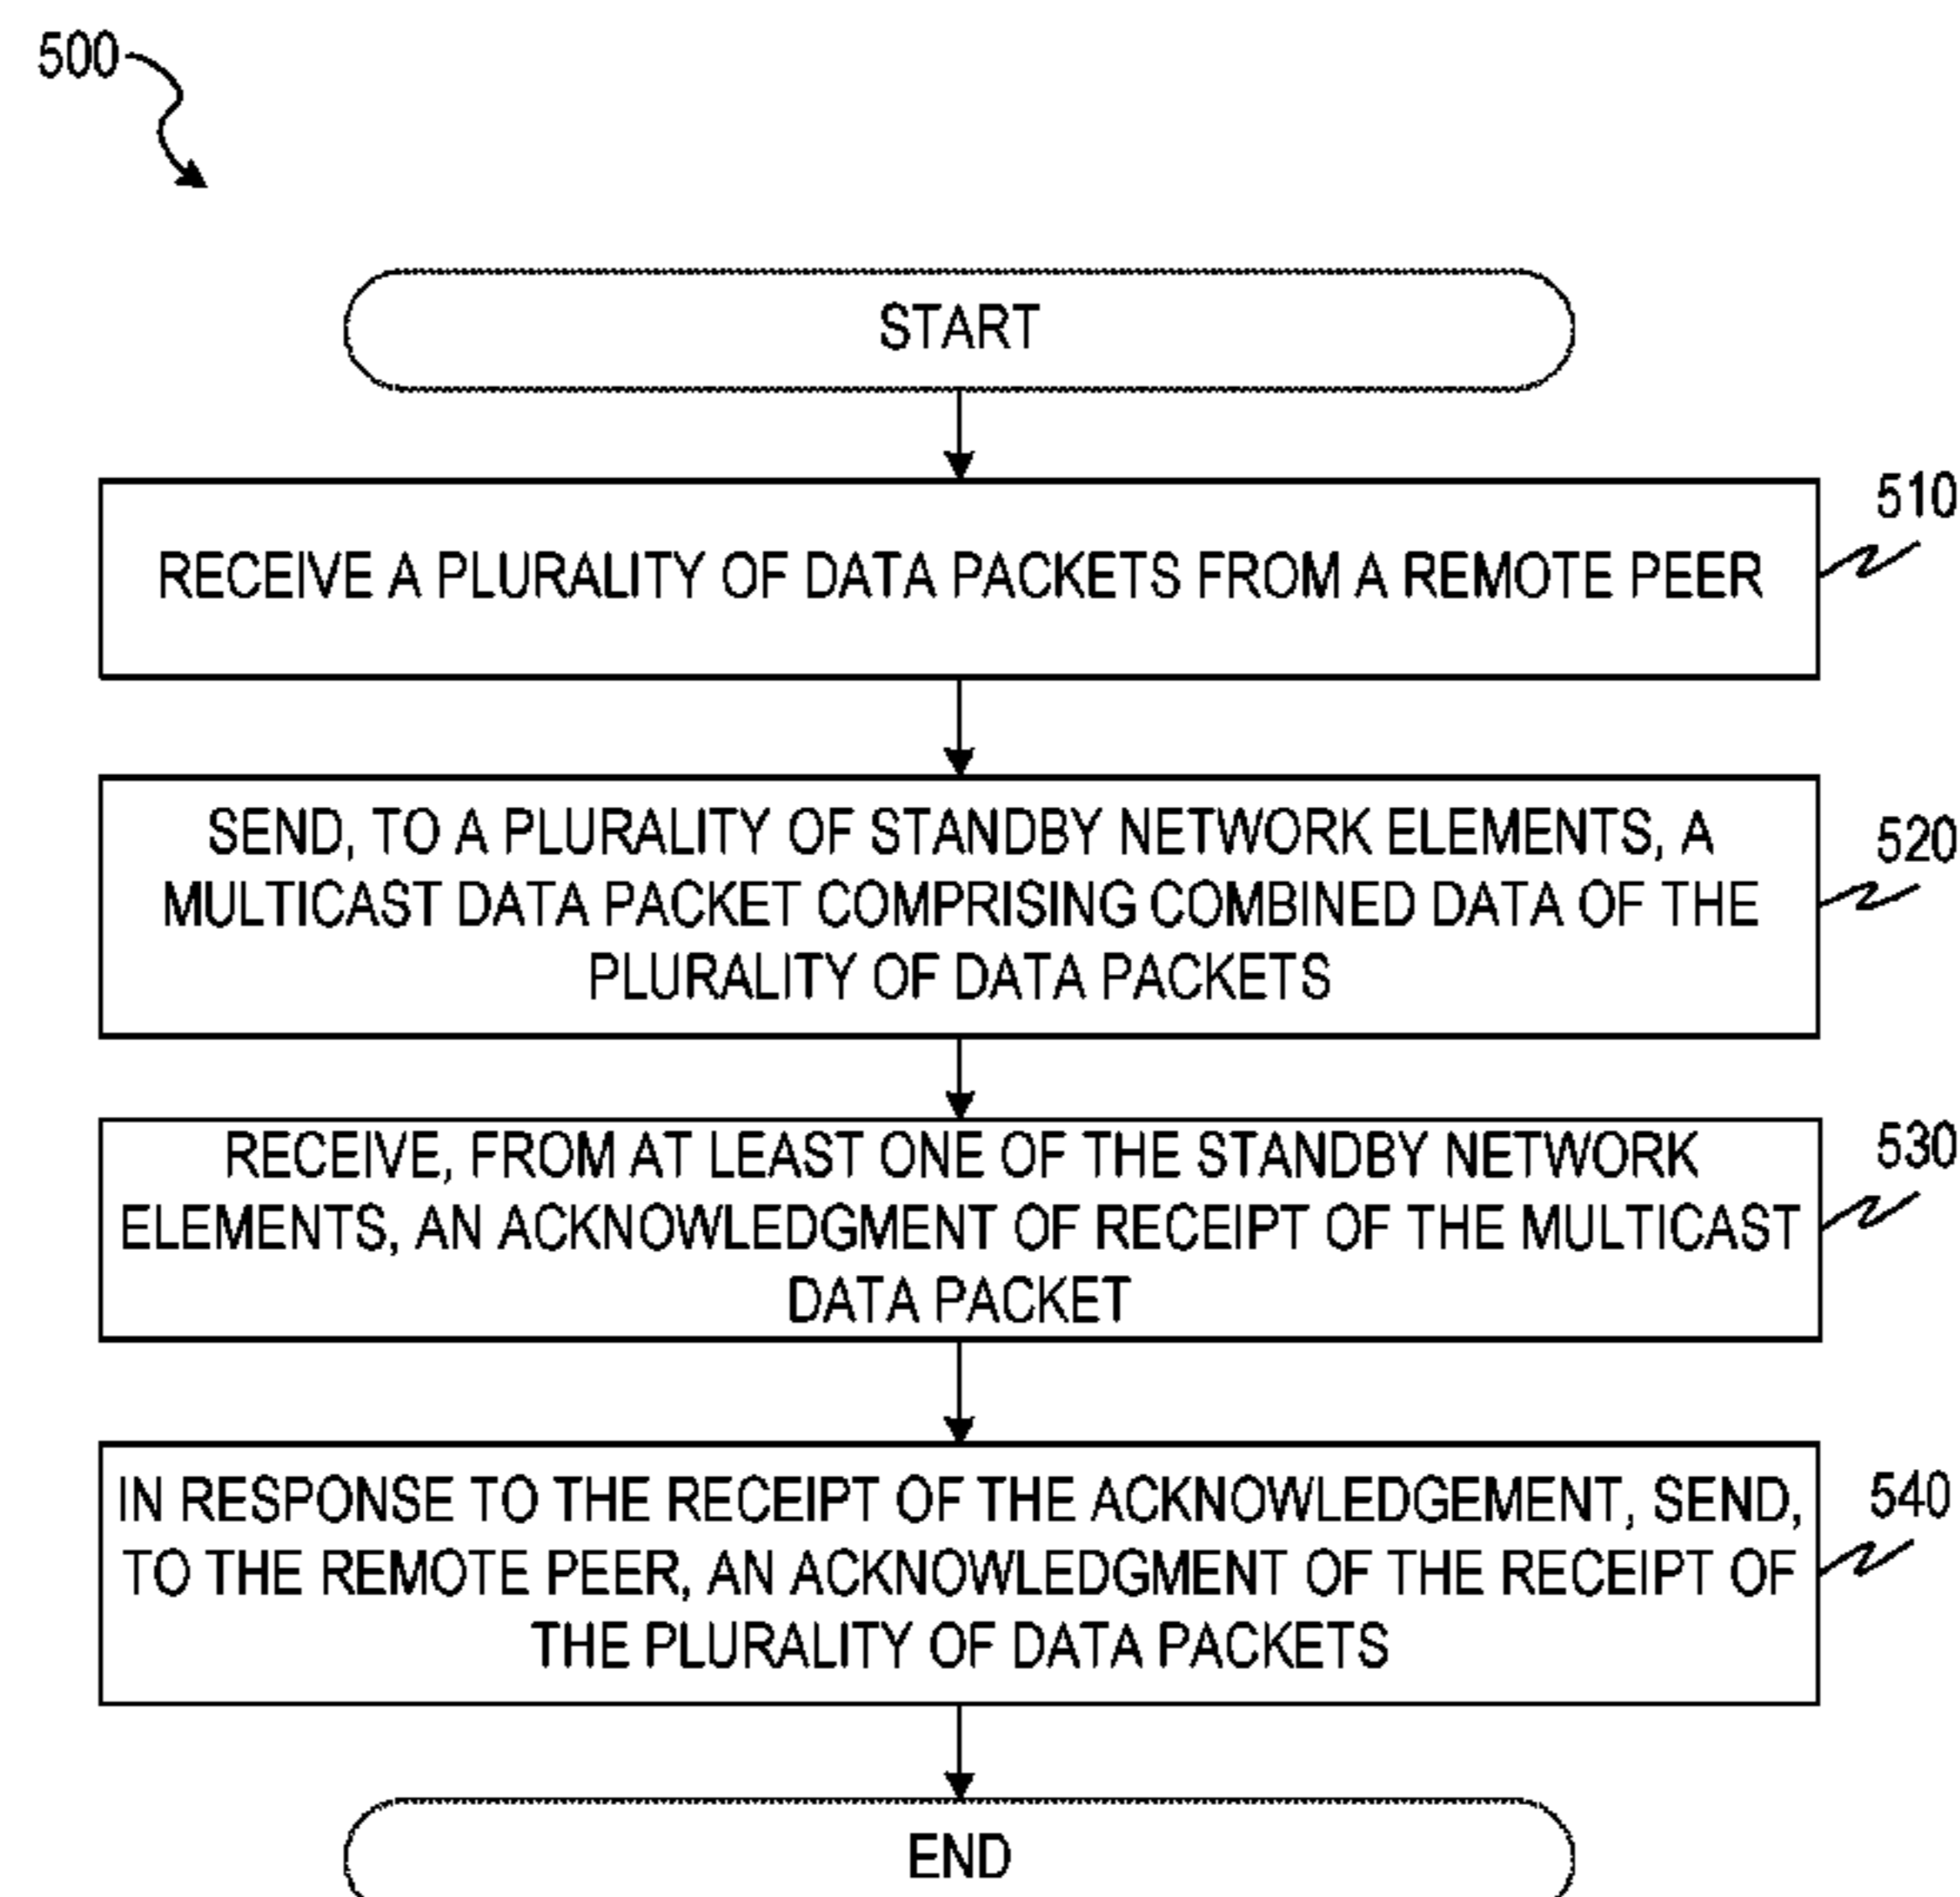 500
START
510
RECEIVE A PLURALITY OF DATA PACKETS FROM A REMOTE PEER
520
SEND, TO A PLURALITY OF STANDBY NETWORK ELEMENTS, A
MULTICAST DATA PACKET COMPRISING COMBINED DATA OF THE
PLURALITY OF DATA PACKETS
530
RECEIVE, FROM AT LEAST ONE OF THE STANDBY NETWORK
ELEMENTS, AN ACKNOWLEDGMENT OF RECEIPT OF THE MULTICAST
DATA PACKET
540
IN RESPONSE TO THE RECEIPT OF THE ACKNOWLEDGEMENT, SEND,
TO THE REMOTE PEER, AN ACKNOWLEDGMENT OF THE RECEIPT OF
THE PLURALITY OF DATA PACKETS
END